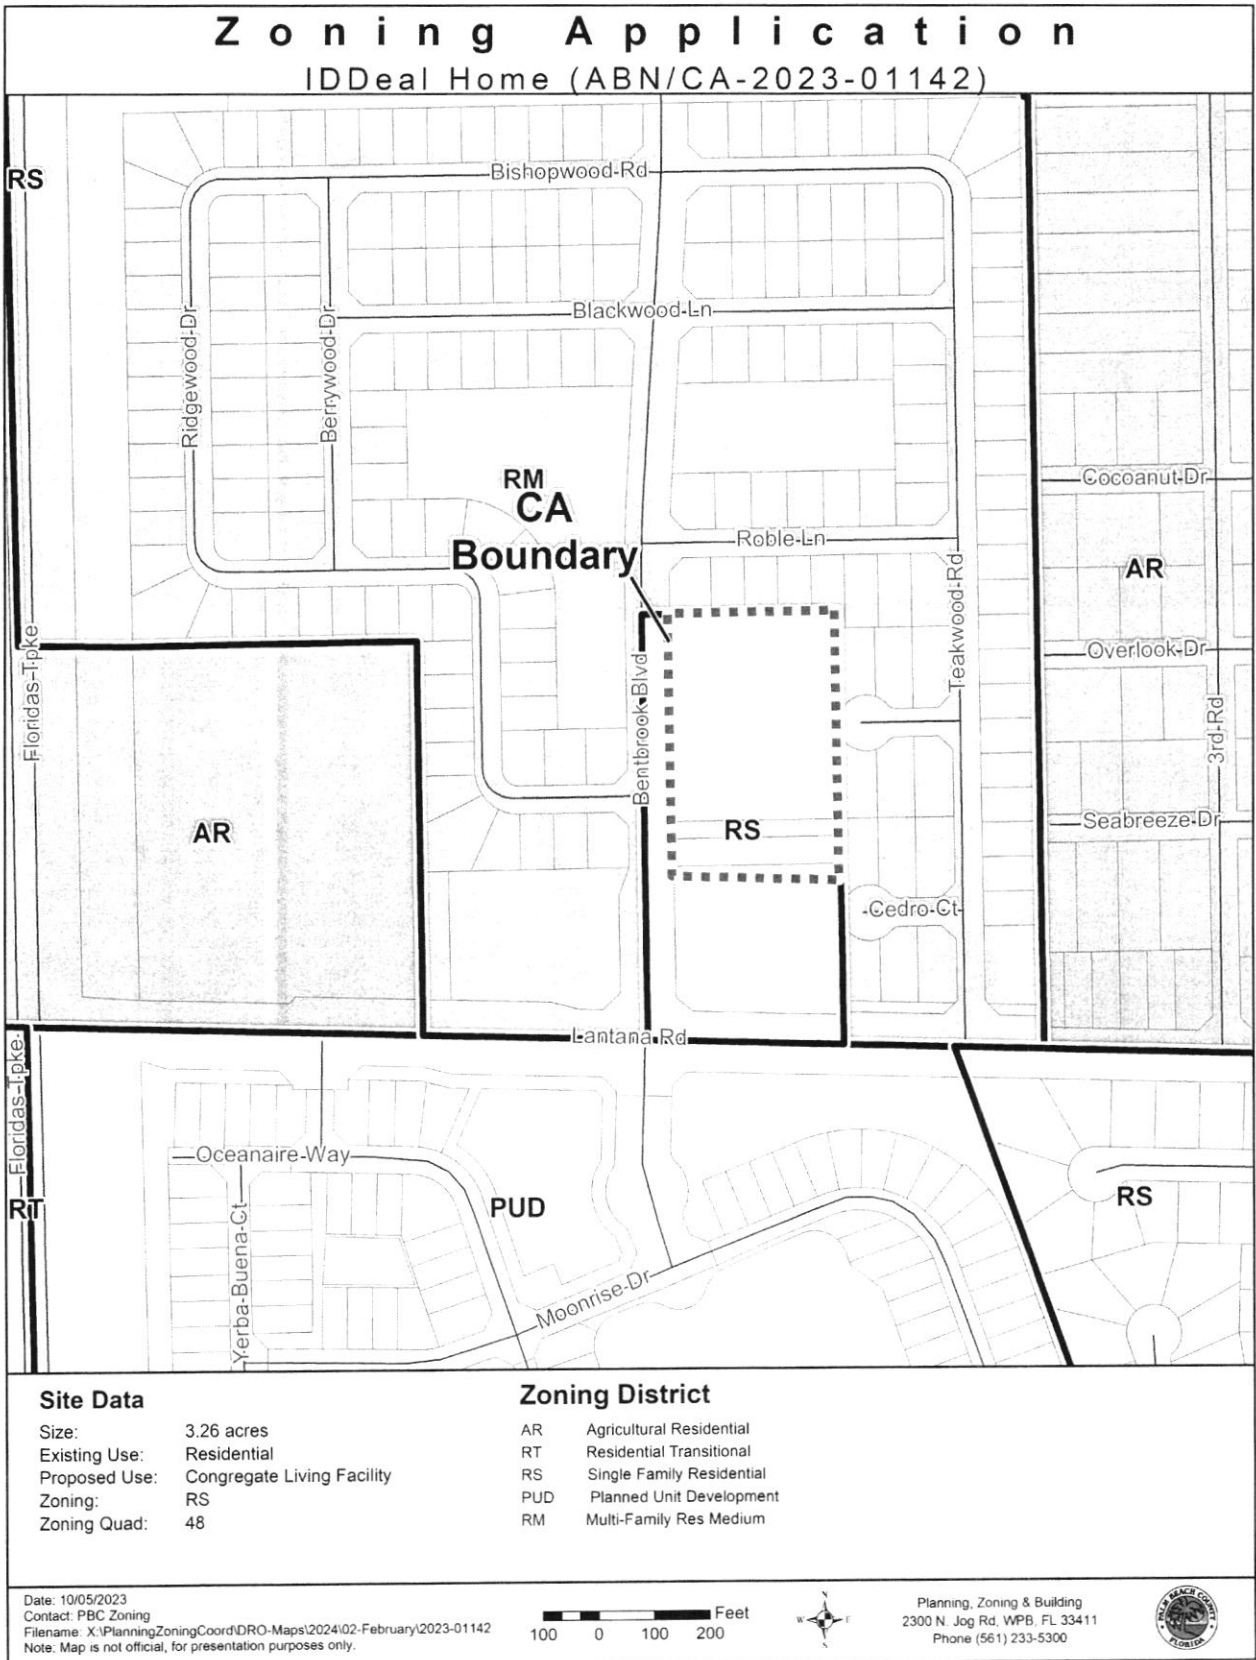 Zoning Application
IDDeal Home (ABN/CA-2023-01142)
RS
Bishopwood-Rd
Blackwood-Ln
Ridgewood-Dr
Berrywood-Dr
RM
CA
Boundary
Roble-Ln
Teakwood-Rd
Cocoanut-Dr
AR
Overlook-Dr
3rd-Rd
Seabreeze-Dr
Floridas-Tpke
Bentbrook-Blvd
AR
RS
Cedro-Ct
Lantana-Rd
Floridas-Tpke
RT
Oceanaire-Way
Yerba-Buena-Ct
PUD
Moonrise-Dr
RS
Site Data
Size: 3.26 acres
Existing Use: Residential
Proposed Use: Congregate Living Facility
Zoning: RS
Zoning Quad: 48
Zoning District
AR Agricultural Residential
RT Residential Transitional
RS Single Family Residential
PUD Planned Unit Development
RM Multi-Family Res Medium
Date: 10/05/2023
Contact: PBC Zoning
Filename: X:\PlanningZoningCoord\DRO-Maps\2024\02-February\2023-01142
Note: Map is not official, for presentation purposes only.
Feet
100 0 100 200
N
W E
S
Planning, Zoning & Building
2300 N. Jog Rd, WPB, FL 33411
Phone (561) 233-5300
PALM BEACH COUNTY
FLORIDA